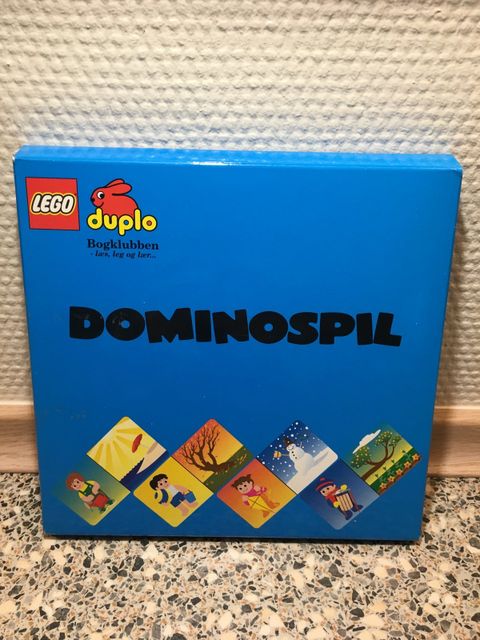 LEGO
duplo
Bogklubben
- læs, leg og lær...
DOMINOSPIL